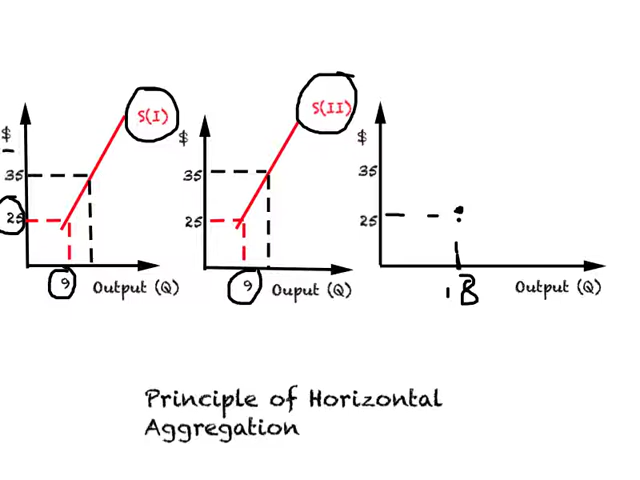 S(I)
$
35
25
9
Output (Q)
S(II)
$
35
25
9
Ouput (Q)
$
35
25
18
Output (Q)
Principle of Horizontal
Aggregation